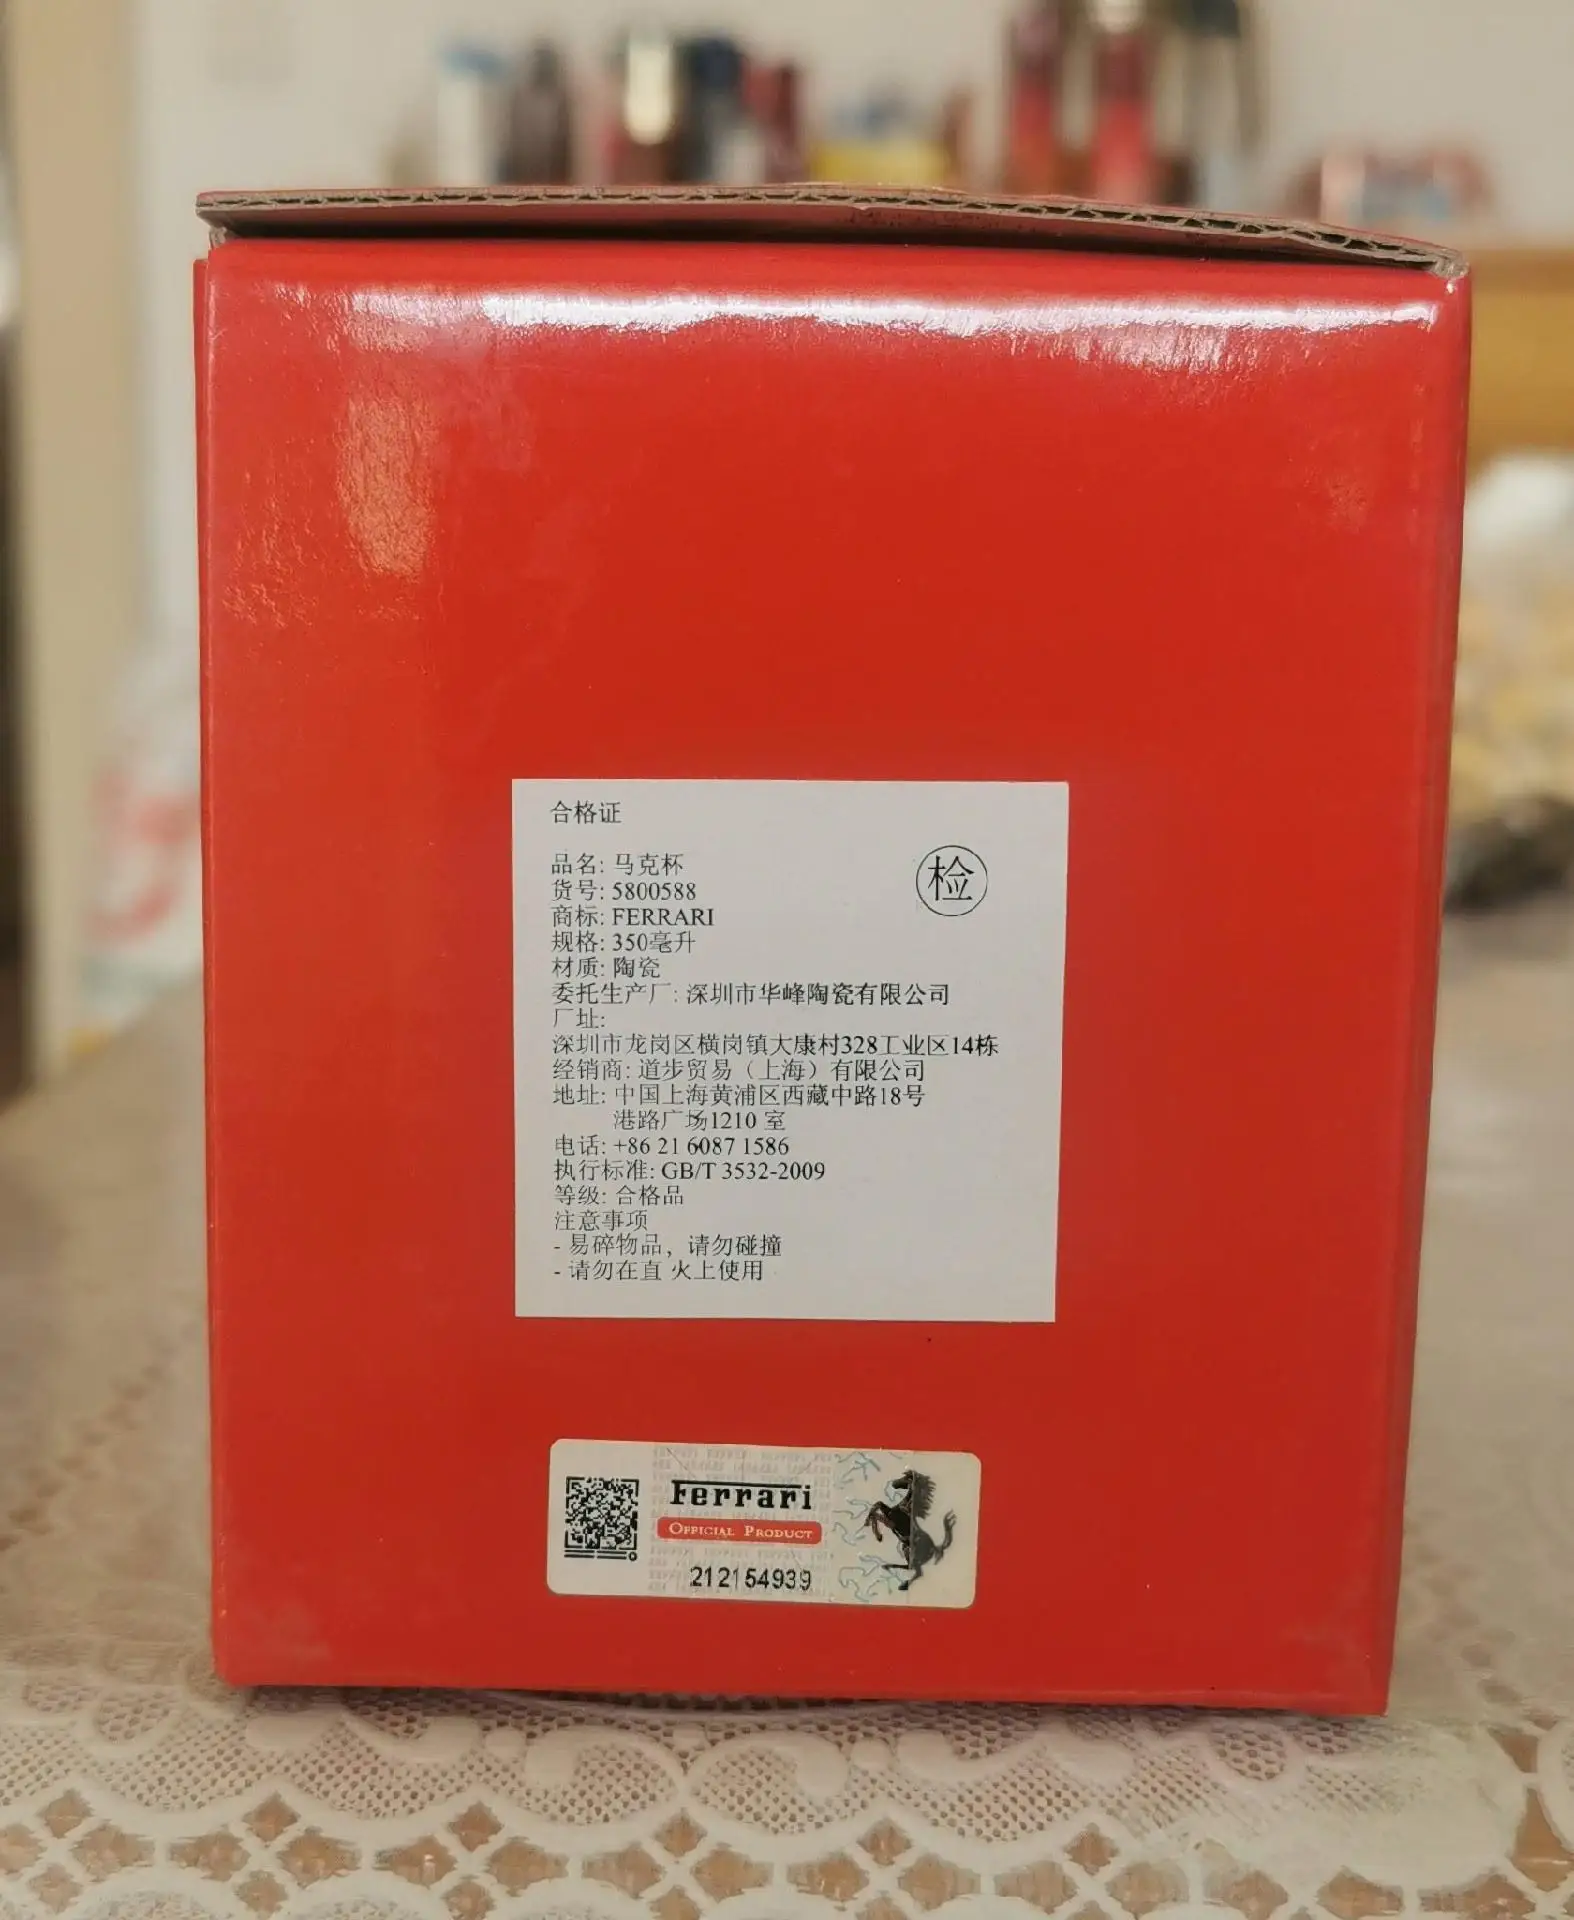 合格证
检
品名: 马克杯
货号: 5800588
商标: FERRARI
规格: 350毫升
材质: 陶瓷
委托生产厂: 深圳市华峰陶瓷有限公司
厂址:
深圳市龙岗区横岗镇大康村328工业区14栋
经销商: 道步贸易（上海）有限公司
地址: 中国上海黄浦区西藏中路18号
港路广场1210 室
电话: +86 21 6087 1586
执行标准: GB/T 3532-2009
等级: 合格品
注意事项
- 易碎物品，请勿碰撞
- 请勿在直 火上使用
Ferrari
OFFICIAL PRODUCT
212154939